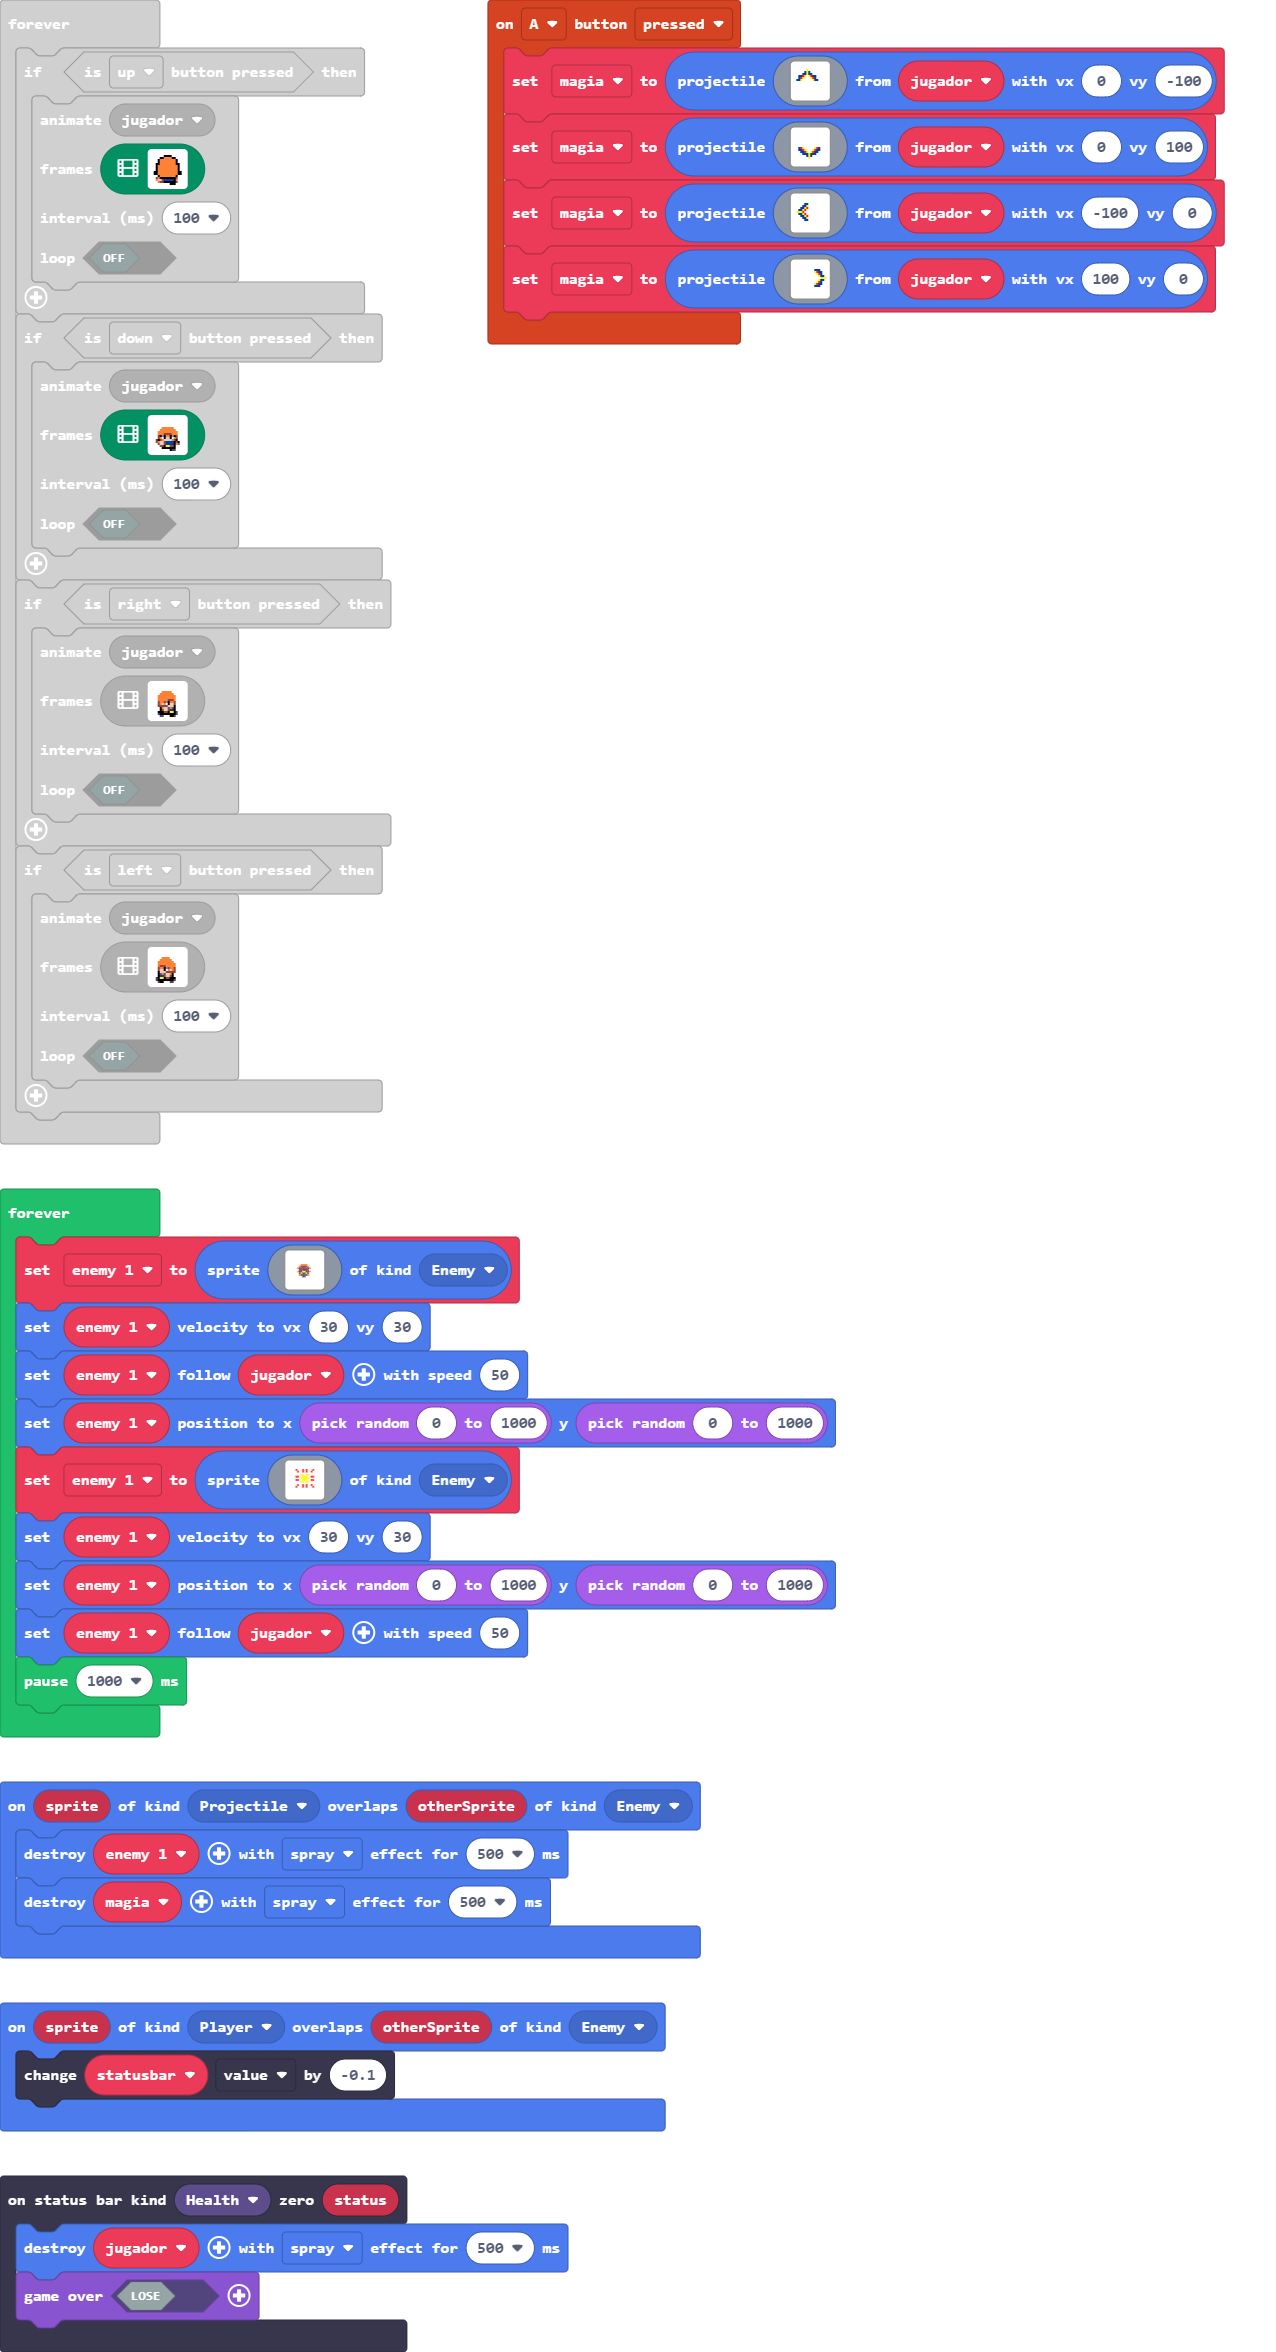 forever
if is up button pressed then
animate jugador
frames
interval (ms) 100
loop OFF
if is down button pressed then
animate jugador
frames
interval (ms) 100
loop OFF
if is right button pressed then
animate jugador
frames
interval (ms) 100
loop OFF
if is left button pressed then
animate jugador
frames
interval (ms) 100
loop OFF
on A button pressed
set magia to projectile from jugador with vx 0 vy -100
set magia to projectile from jugador with vx 0 vy 100
set magia to projectile from jugador with vx -100 vy 0
set magia to projectile from jugador with vx 100 vy 0
forever
set enemy 1 to sprite of kind Enemy
set enemy 1 velocity to vx 30 vy 30
set enemy 1 follow jugador with speed 50
set enemy 1 position to x pick random 0 to 1000 y pick random 0 to 1000
set enemy 1 to sprite of kind Enemy
set enemy 1 velocity to vx 30 vy 30
set enemy 1 position to x pick random 0 to 1000 y pick random 0 to 1000
set enemy 1 follow jugador with speed 50
pause 1000 ms
on sprite of kind Projectile overlaps otherSprite of kind Enemy
destroy enemy 1 with spray effect for 500 ms
destroy magia with spray effect for 500 ms
on sprite of kind Player overlaps otherSprite of kind Enemy
change statusbar value by -0.1
on status bar kind Health zero status
destroy jugador with spray effect for 500 ms
game over LOSE